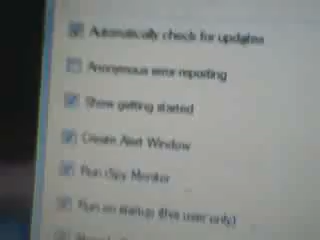 Automatically check for updates
Anonymous error reporting
Show getting started
Create Alert Window
Run iSpy Monitor
Run on startup (this user only)